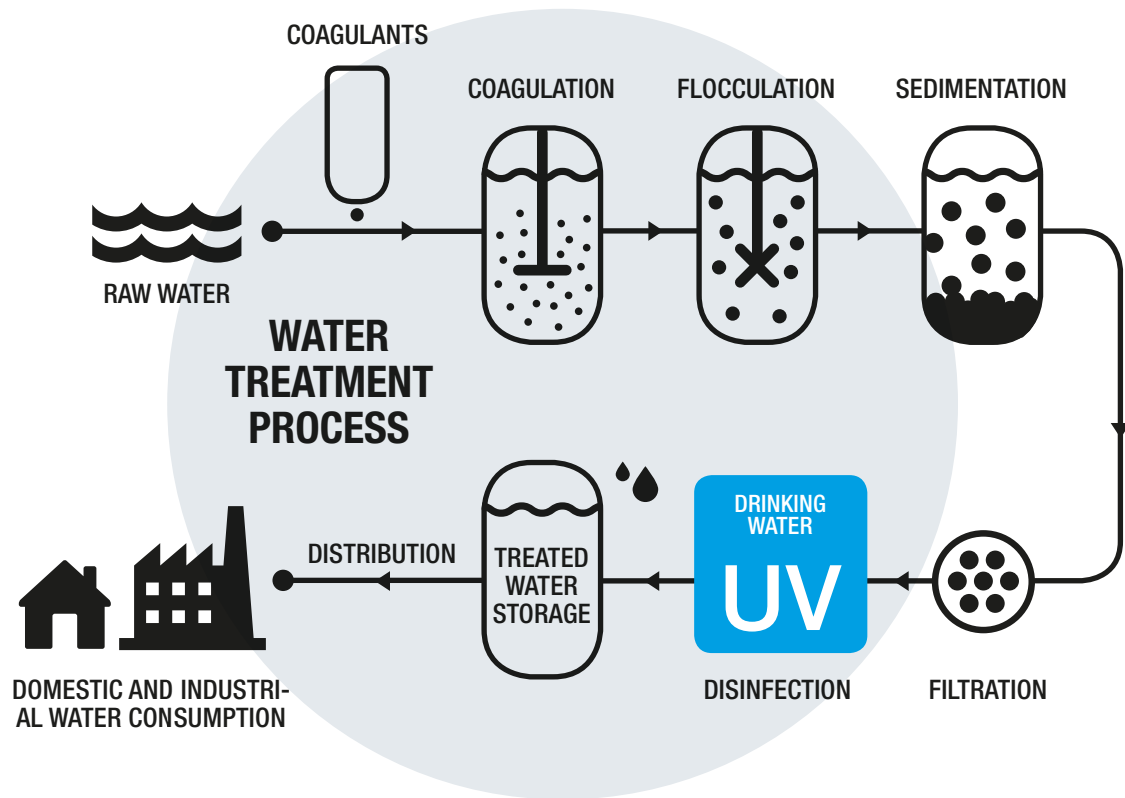 COAGULANTS
COAGULATION
FLOCCULATION
SEDIMENTATION
RAW WATER
WATER
TREATMENT
PROCESS
DRINKING
WATER
UV
DISTRIBUTION
TREATED
WATER
STORAGE
DOMESTIC AND INDUSTRI-
AL WATER CONSUMPTION
DISINFECTION
FILTRATION